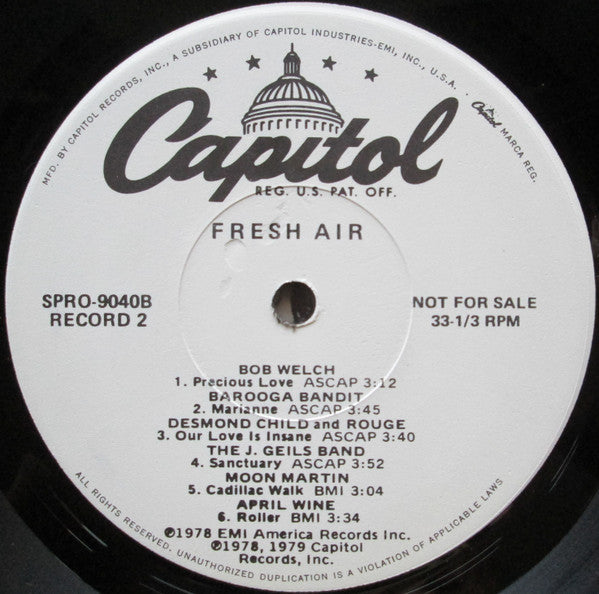 MFD. BY CAPITOL RECORDS, INC., A SUBSIDIARY OF CAPITOL INDUSTRIES-EMI, INC., U.S.A.
Capitol MARCA REG.
Capitol
REG. U.S. PAT. OFF.
FRESH AIR
SPRO-9040B
RECORD 2
NOT FOR SALE
33-1/3 RPM
BOB WELCH
1. Precious Love ASCAP 3:12
BAROOGA BANDIT
2. Marianne ASCAP 3:45
DESMOND CHILD and ROUGE
3. Our Love Is Insane ASCAP 3:40
THE J. GEILS BAND
4. Sanctuary ASCAP 3:52
MOON MARTIN
5. Cadillac Walk BMI 3:04
APRIL WINE
6. Roller BMI 3:34
℗1978 EMI America Records Inc.
℗1978, 1979 Capitol
Records, Inc.
ALL RIGHTS RESERVED. UNAUTHORIZED DUPLICATION IS A VIOLATION OF APPLICABLE LAWS